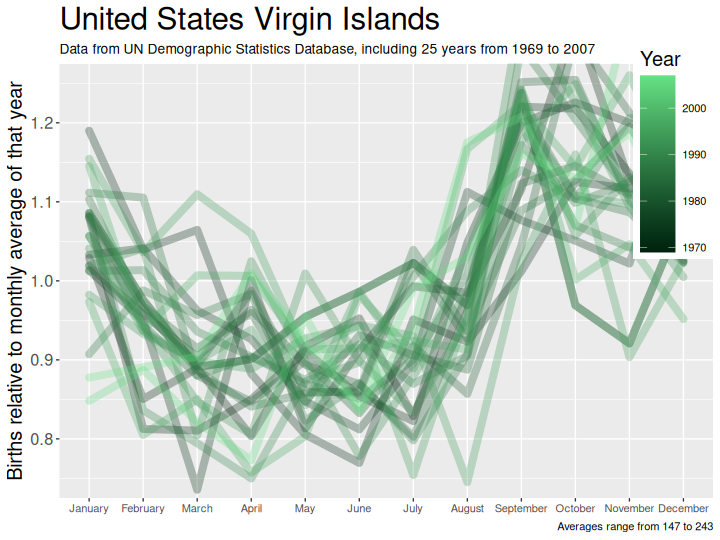 United States Virgin Islands
Data from UN Demographic Statistics Database, including 25 years from 1969 to 2007
Year
2000
1990
1980
1970
Births relative to monthly average of that year
1.2
1.1
1.0
0.9
0.8
January February March April May June July August September October November December
Averages range from 147 to 243